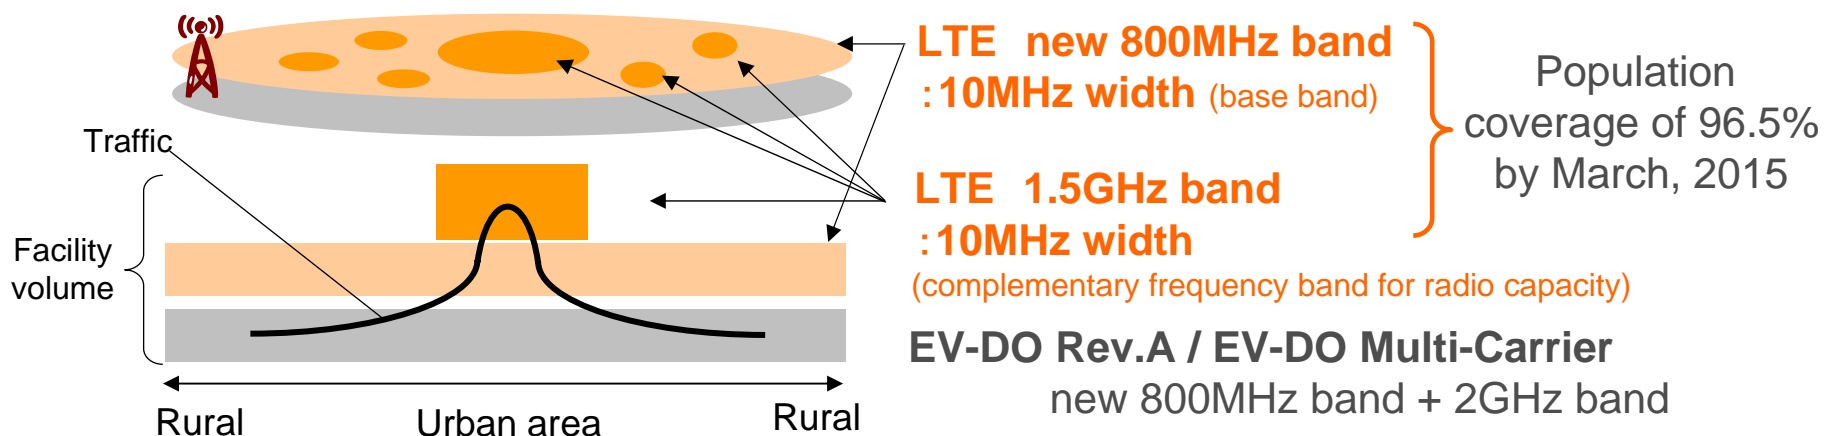 LTE new 800MHz band
:10MHz width (base band)
Population
coverage of 96.5%
by March, 2015
Traffic
LTE 1.5GHz band
:10MHz width
(complementary frequency band for radio capacity)
Facility
volume
EV-DO Rev.A / EV-DO Multi-Carrier
new 800MHz band + 2GHz band
Rural
Urban area
Rural